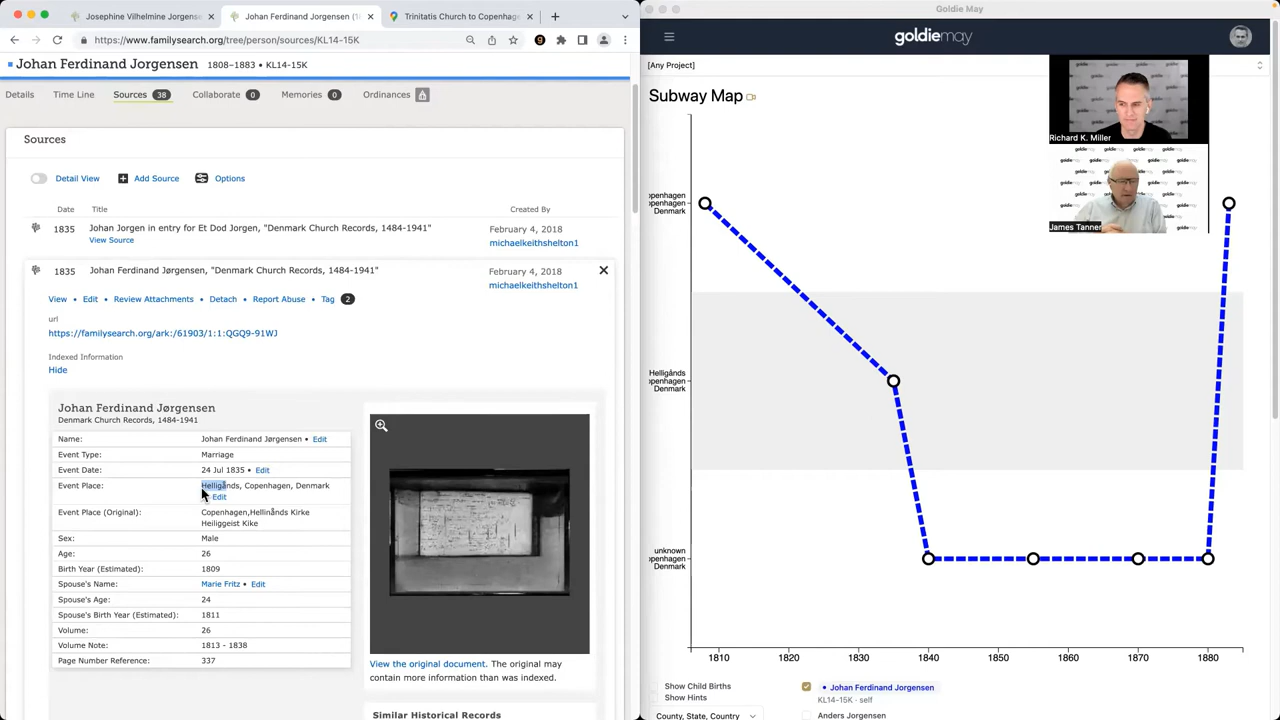 Josephine Vilhelmine Jorgense
Johan Ferdinand Jorgensen (1
Trinitatis Church to Copenhage
https://www.familysearch.org/tree/person/sources/KL14-15K
Johan Ferdinand Jorgensen 1808–1883 • KL14-15K
Details Time Line Sources 38 Collaborate 0 Memories 0 Ordinances
Sources
Detail View Add Source Options
Date Title Created By
1835 Johan Jorgen in entry for Et Dod Jorgen, "Denmark Church Records, 1484-1941" February 4, 2018
View Source michaelkeithshelton1
1835 Johan Ferdinand Jørgensen, "Denmark Church Records, 1484-1941" February 4, 2018
michaelkeithshelton1
View • Edit • Review Attachments • Detach • Report Abuse • Tag 2
url
https://familysearch.org/ark:/61903/1:1:QGQ9-91WJ
Indexed Information
Hide
Johan Ferdinand Jørgensen
Denmark Church Records, 1484-1941
Name: Johan Ferdinand Jørgensen • Edit
Event Type: Marriage
Event Date: 24 Jul 1835 • Edit
Event Place: Helligånds, Copenhagen, Denmark
Edit
Event Place (Original): Copenhagen,Hellinånds Kirke
Heiliggeist Kike
Sex: Male
Age: 26
Birth Year (Estimated): 1809
Spouse's Name: Marie Fritz • Edit
Spouse's Age: 24
Spouse's Birth Year (Estimated): 1811
Volume: 26
Volume Note: 1813 - 1838
Page Number Reference: 337
View the original document. The original may
contain more information than was indexed.
Similar Historical Records
Goldie May
goldiemay
[Any Project]
Subway Map
Richard K. Miller
James Tanner
openhagen
openhagen
Denmark
Helligånds
openhagen
Denmark
unknown
openhagen
Denmark
1810 1820 1830 1840 1850 1860 1870 1880
Show Child Births
Show Hints
County, State, Country
• Johan Ferdinand Jorgensen
KL14-15K · self
Anders Jorgensen